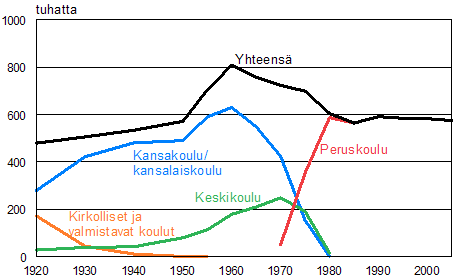 tuhatta
1000
800
600
400
200
0
Yhteensä
Kansakoulu/
kansalaiskoulu
Peruskoulu
Keskikoulu
Kirkolliset ja
valmistavat koulut
1920 1930 1940 1950 1960 1970 1980 1990 2000